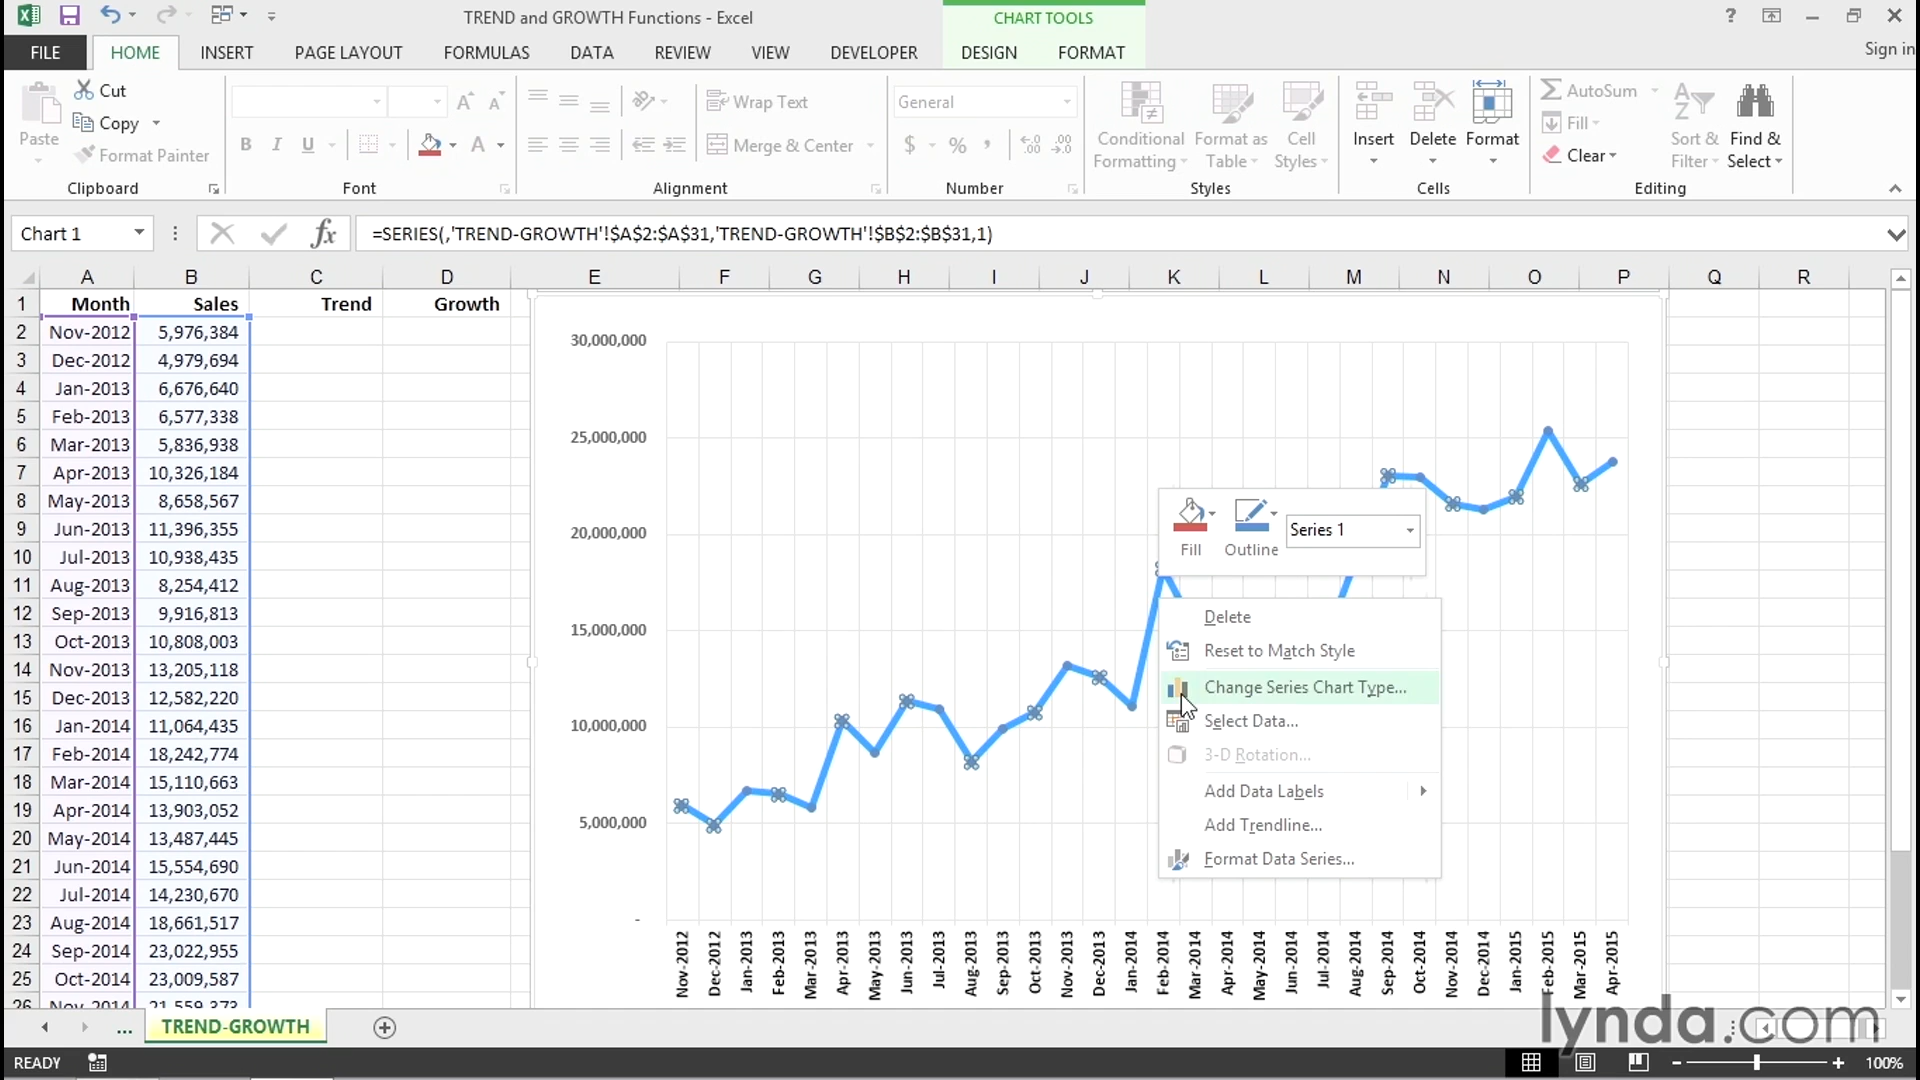 TREND and GROWTH Functions - Excel
CHART TOOLS
?
Sign in
FILE HOME INSERT PAGE LAYOUT FORMULAS DATA REVIEW VIEW DEVELOPER DESIGN FORMAT
Paste
Cut
Copy
Format Painter
Clipboard
B I U
A A
A
Font
Wrap Text
Merge & Center
Alignment
General
$ % ,
Number
Conditional Formatting
Format as Table
Cell Styles
Styles
Insert
Delete
Format
Cells
AutoSum
Fill
Clear
Sort & Filter
Find & Select
Editing
Chart 1
fx
=SERIES(,'TREND-GROWTH'!$A$2:$A$31,'TREND-GROWTH'!$B$2:$B$31,1)
A B C D E F G H I J K L M N O P Q R
1 Month Sales Trend Growth
2 Nov-2012 5,976,384
3 Dec-2012 4,979,694
4 Jan-2013 6,676,640
5 Feb-2013 6,577,338
6 Mar-2013 5,836,938
7 Apr-2013 10,326,184
8 May-2013 8,658,567
9 Jun-2013 11,396,355
10 Jul-2013 10,938,435
11 Aug-2013 8,254,412
12 Sep-2013 9,916,813
13 Oct-2013 10,808,003
14 Nov-2013 13,205,118
15 Dec-2013 12,582,220
16 Jan-2014 11,064,435
17 Feb-2014 18,242,774
18 Mar-2014 15,110,663
19 Apr-2014 13,903,052
20 May-2014 13,487,445
21 Jun-2014 15,554,690
22 Jul-2014 14,230,670
23 Aug-2014 18,661,517
24 Sep-2014 23,022,955
25 Oct-2014 23,009,587
26 Nov-2014 21,559,373
30,000,000
25,000,000
20,000,000
15,000,000
10,000,000
5,000,000
-
Nov-2012
Dec-2012
Jan-2013
Feb-2013
Mar-2013
Apr-2013
May-2013
Jun-2013
Jul-2013
Aug-2013
Sep-2013
Oct-2013
Nov-2013
Dec-2013
Jan-2014
Feb-2014
Mar-2014
Apr-2014
May-2014
Jun-2014
Jul-2014
Aug-2014
Sep-2014
Oct-2014
Nov-2014
Dec-2014
Jan-2015
Feb-2015
Mar-2015
Apr-2015
Fill
Outline
Series 1
Delete
Reset to Match Style
Change Series Chart Type...
Select Data...
3-D Rotation...
Add Data Labels
Add Trendline...
Format Data Series...
... TREND-GROWTH
lynda.com
READY
100%